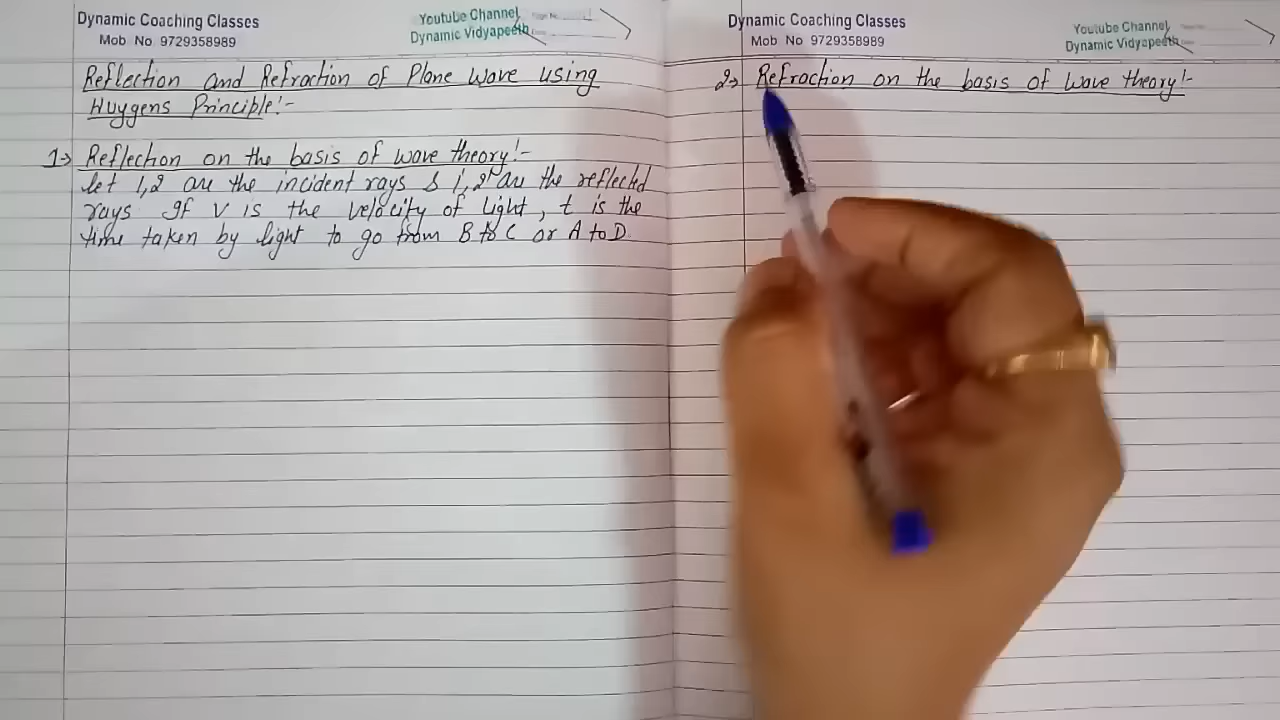 Dynamic Coaching Classes
Mob No 9729358989
Youtube Channel
Dynamic Vidyapeeth
Reflection and Refraction of Plane wave using
Huygens Principle:-
1→ Reflection on the basis of wave theory:-
let 1,2 are the incident rays & 1',2' are the reflected
rays If V is the velocity of light, t is the
time taken by light to go from B to C or A to D.
Dynamic Coaching Classes
Mob No 9729358989
Youtube Channel
Dynamic Vidyapeeth
2→ Refraction on the basis of wave theory:-